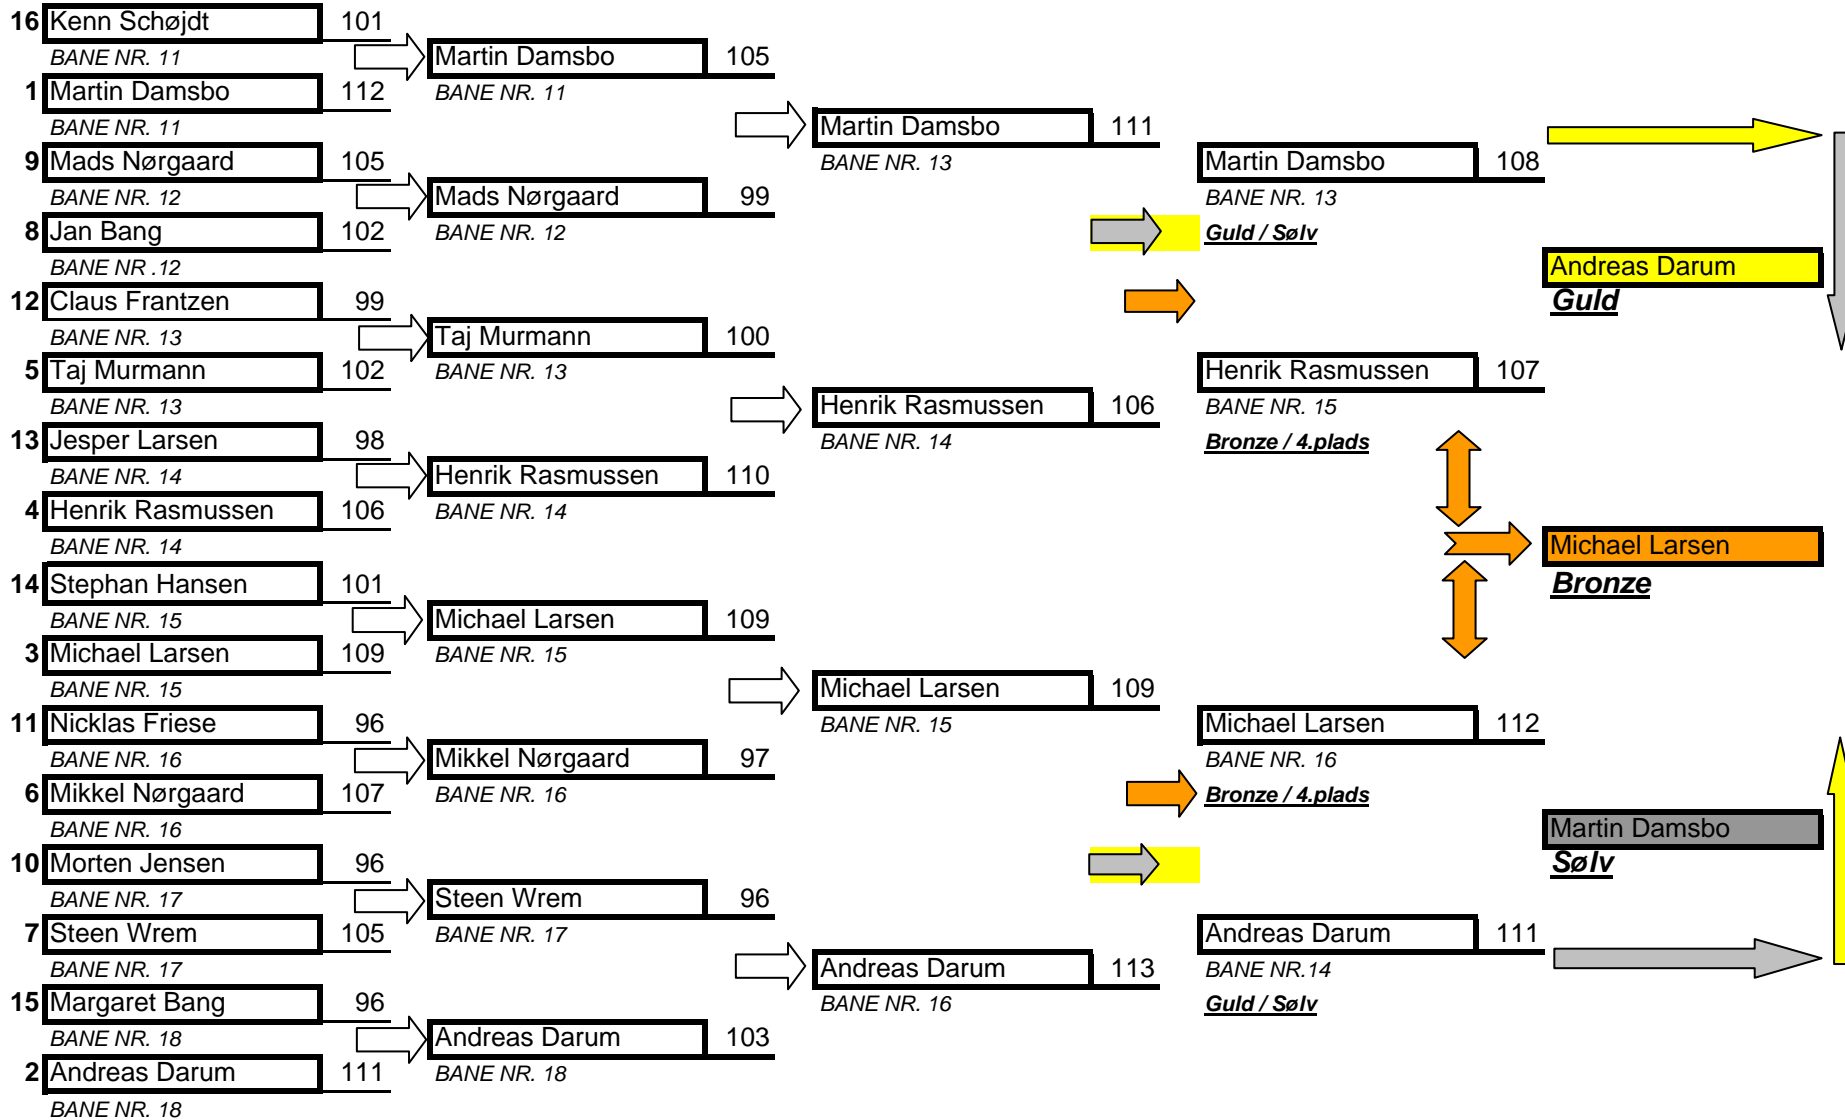 16 Kenn Schøjdt 101
BANE NR. 11
1 Martin Damsbo 112
BANE NR. 11
9 Mads Nørgaard 105
BANE NR. 12
8 Jan Bang 102
BANE NR .12
12 Claus Frantzen 99
BANE NR. 13
5 Taj Murmann 102
BANE NR. 13
13 Jesper Larsen 98
BANE NR. 14
4 Henrik Rasmussen 106
BANE NR. 14
14 Stephan Hansen 101
BANE NR. 15
3 Michael Larsen 109
BANE NR. 15
11 Nicklas Friese 96
BANE NR. 16
6 Mikkel Nørgaard 107
BANE NR. 16
10 Morten Jensen 96
BANE NR. 17
7 Steen Wrem 105
BANE NR. 17
15 Margaret Bang 96
BANE NR. 18
2 Andreas Darum 111
BANE NR. 18
Martin Damsbo 105
BANE NR. 11
Mads Nørgaard 99
BANE NR. 12
Taj Murmann 100
BANE NR. 13
Henrik Rasmussen 110
BANE NR. 14
Michael Larsen 109
BANE NR. 15
Mikkel Nørgaard 97
BANE NR. 16
Steen Wrem 96
BANE NR. 17
Andreas Darum 103
BANE NR. 18
Martin Damsbo 111
BANE NR. 13
Henrik Rasmussen 106
BANE NR. 14
Michael Larsen 109
BANE NR. 15
Andreas Darum 113
BANE NR. 16
Martin Damsbo 108
BANE NR. 13
Guld / Sølv
Henrik Rasmussen 107
BANE NR. 15
Bronze / 4.plads
Michael Larsen 112
BANE NR. 16
Bronze / 4.plads
Andreas Darum 111
BANE NR.14
Guld / Sølv
Andreas Darum
Guld
Michael Larsen
Bronze
Martin Damsbo
Sølv